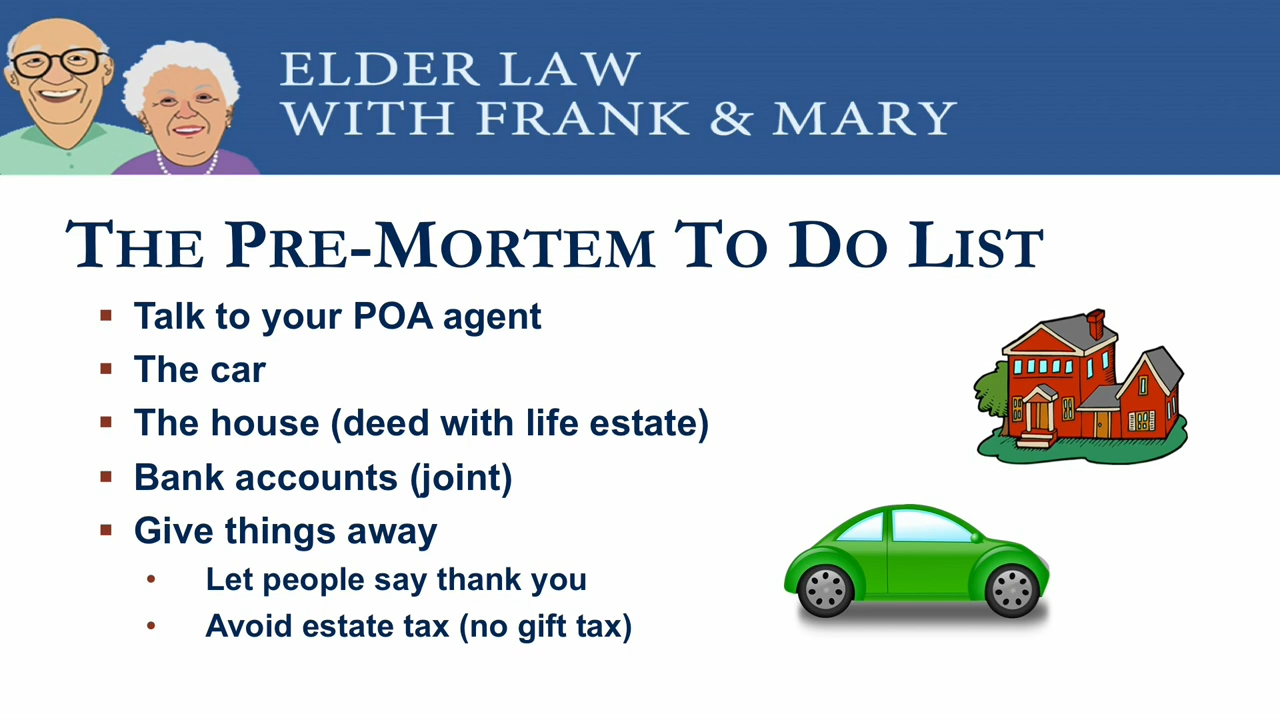 ELDER LAW
WITH FRANK & MARY
THE PRE-MORTEM TO DO LIST
▪ Talk to your POA agent
▪ The car
▪ The house (deed with life estate)
▪ Bank accounts (joint)
▪ Give things away
• Let people say thank you
• Avoid estate tax (no gift tax)